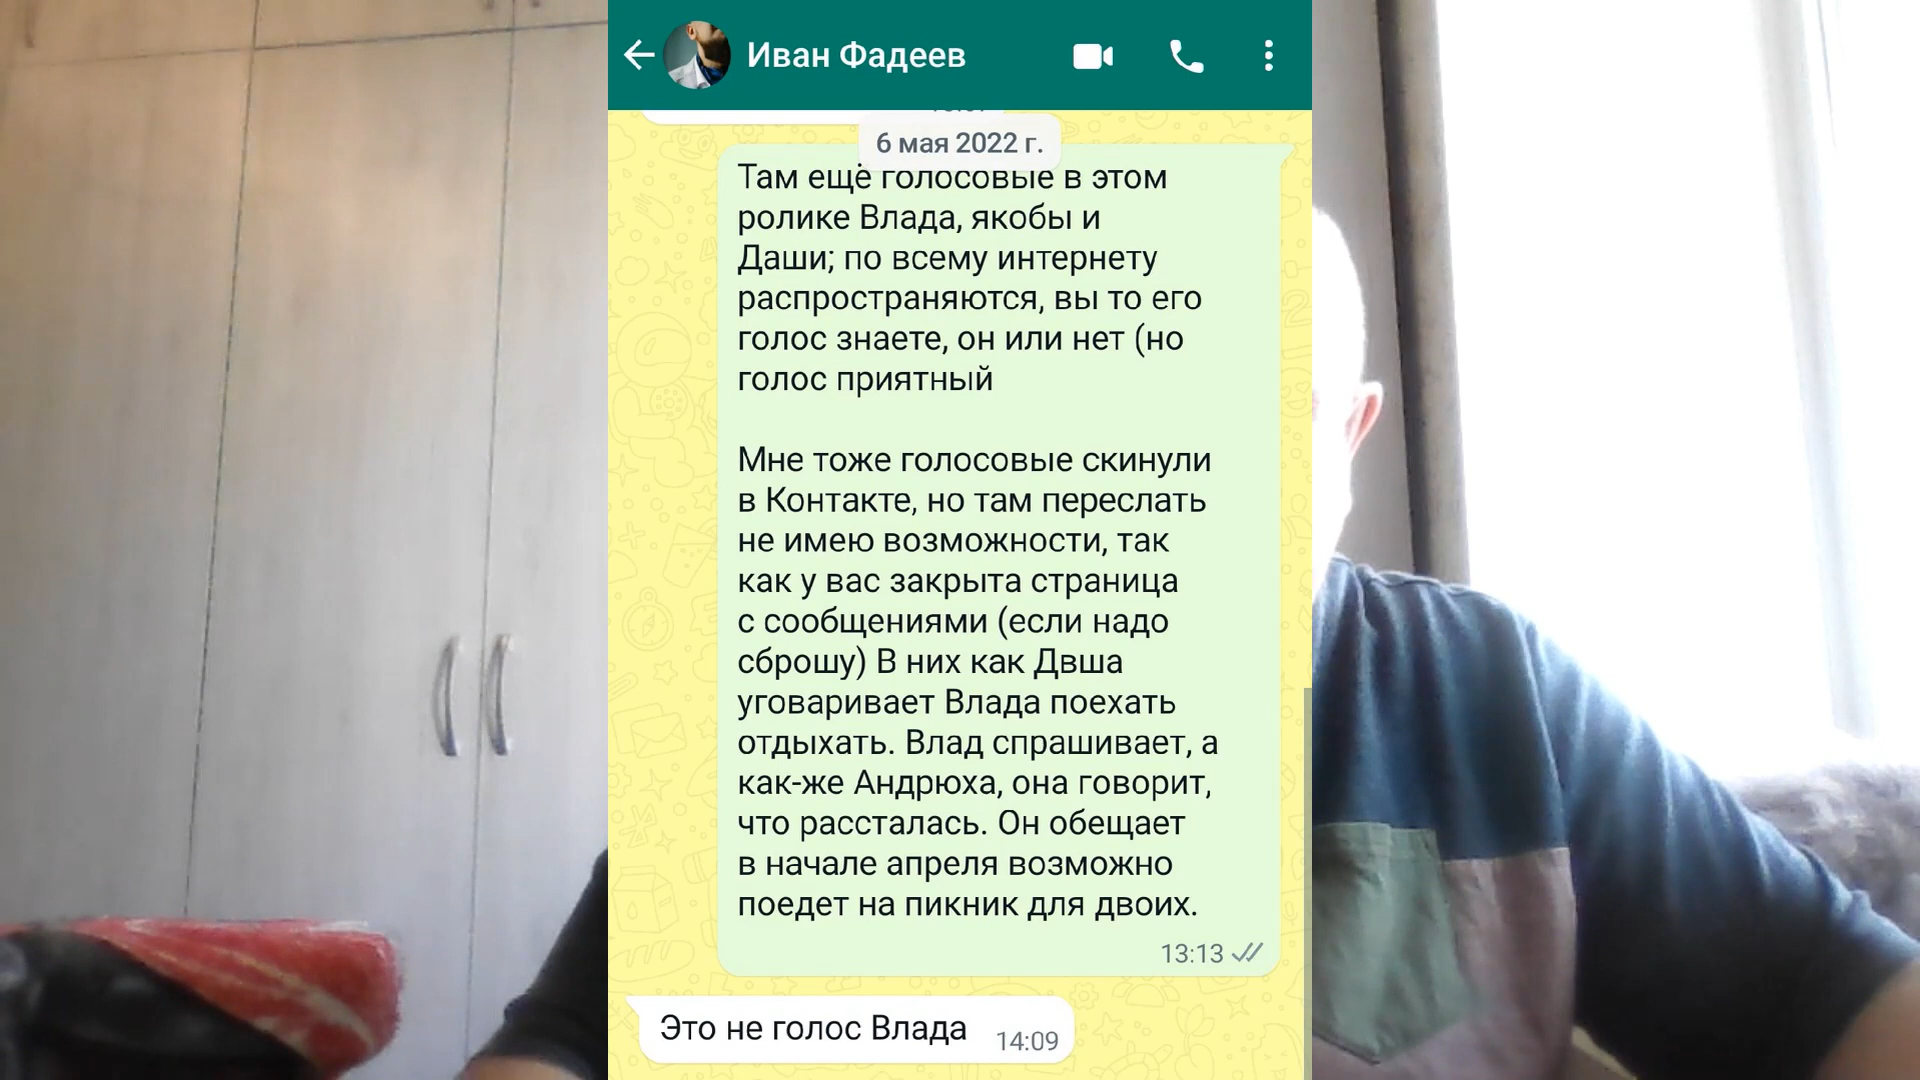 Иван Фадеев
6 мая 2022 г.
Там ещё голосовые в этом
ролике Влада, якобы и
Даши; по всему интернету
распространяются, вы то его
голос знаете, он или нет (но
голос приятный
Мне тоже голосовые скинули
в Контакте, но там переслать
не имею возможности, так
как у вас закрыта страница
с сообщениями (если надо
сброшу) В них как Двша
уговаривает Влада поехать
отдыхать. Влад спрашивает, а
как-же Андрюха, она говорит,
что рассталась. Он обещает
в начале апреля возможно
поедет на пикник для двоих.
13:13
Это не голос Влада
14:09